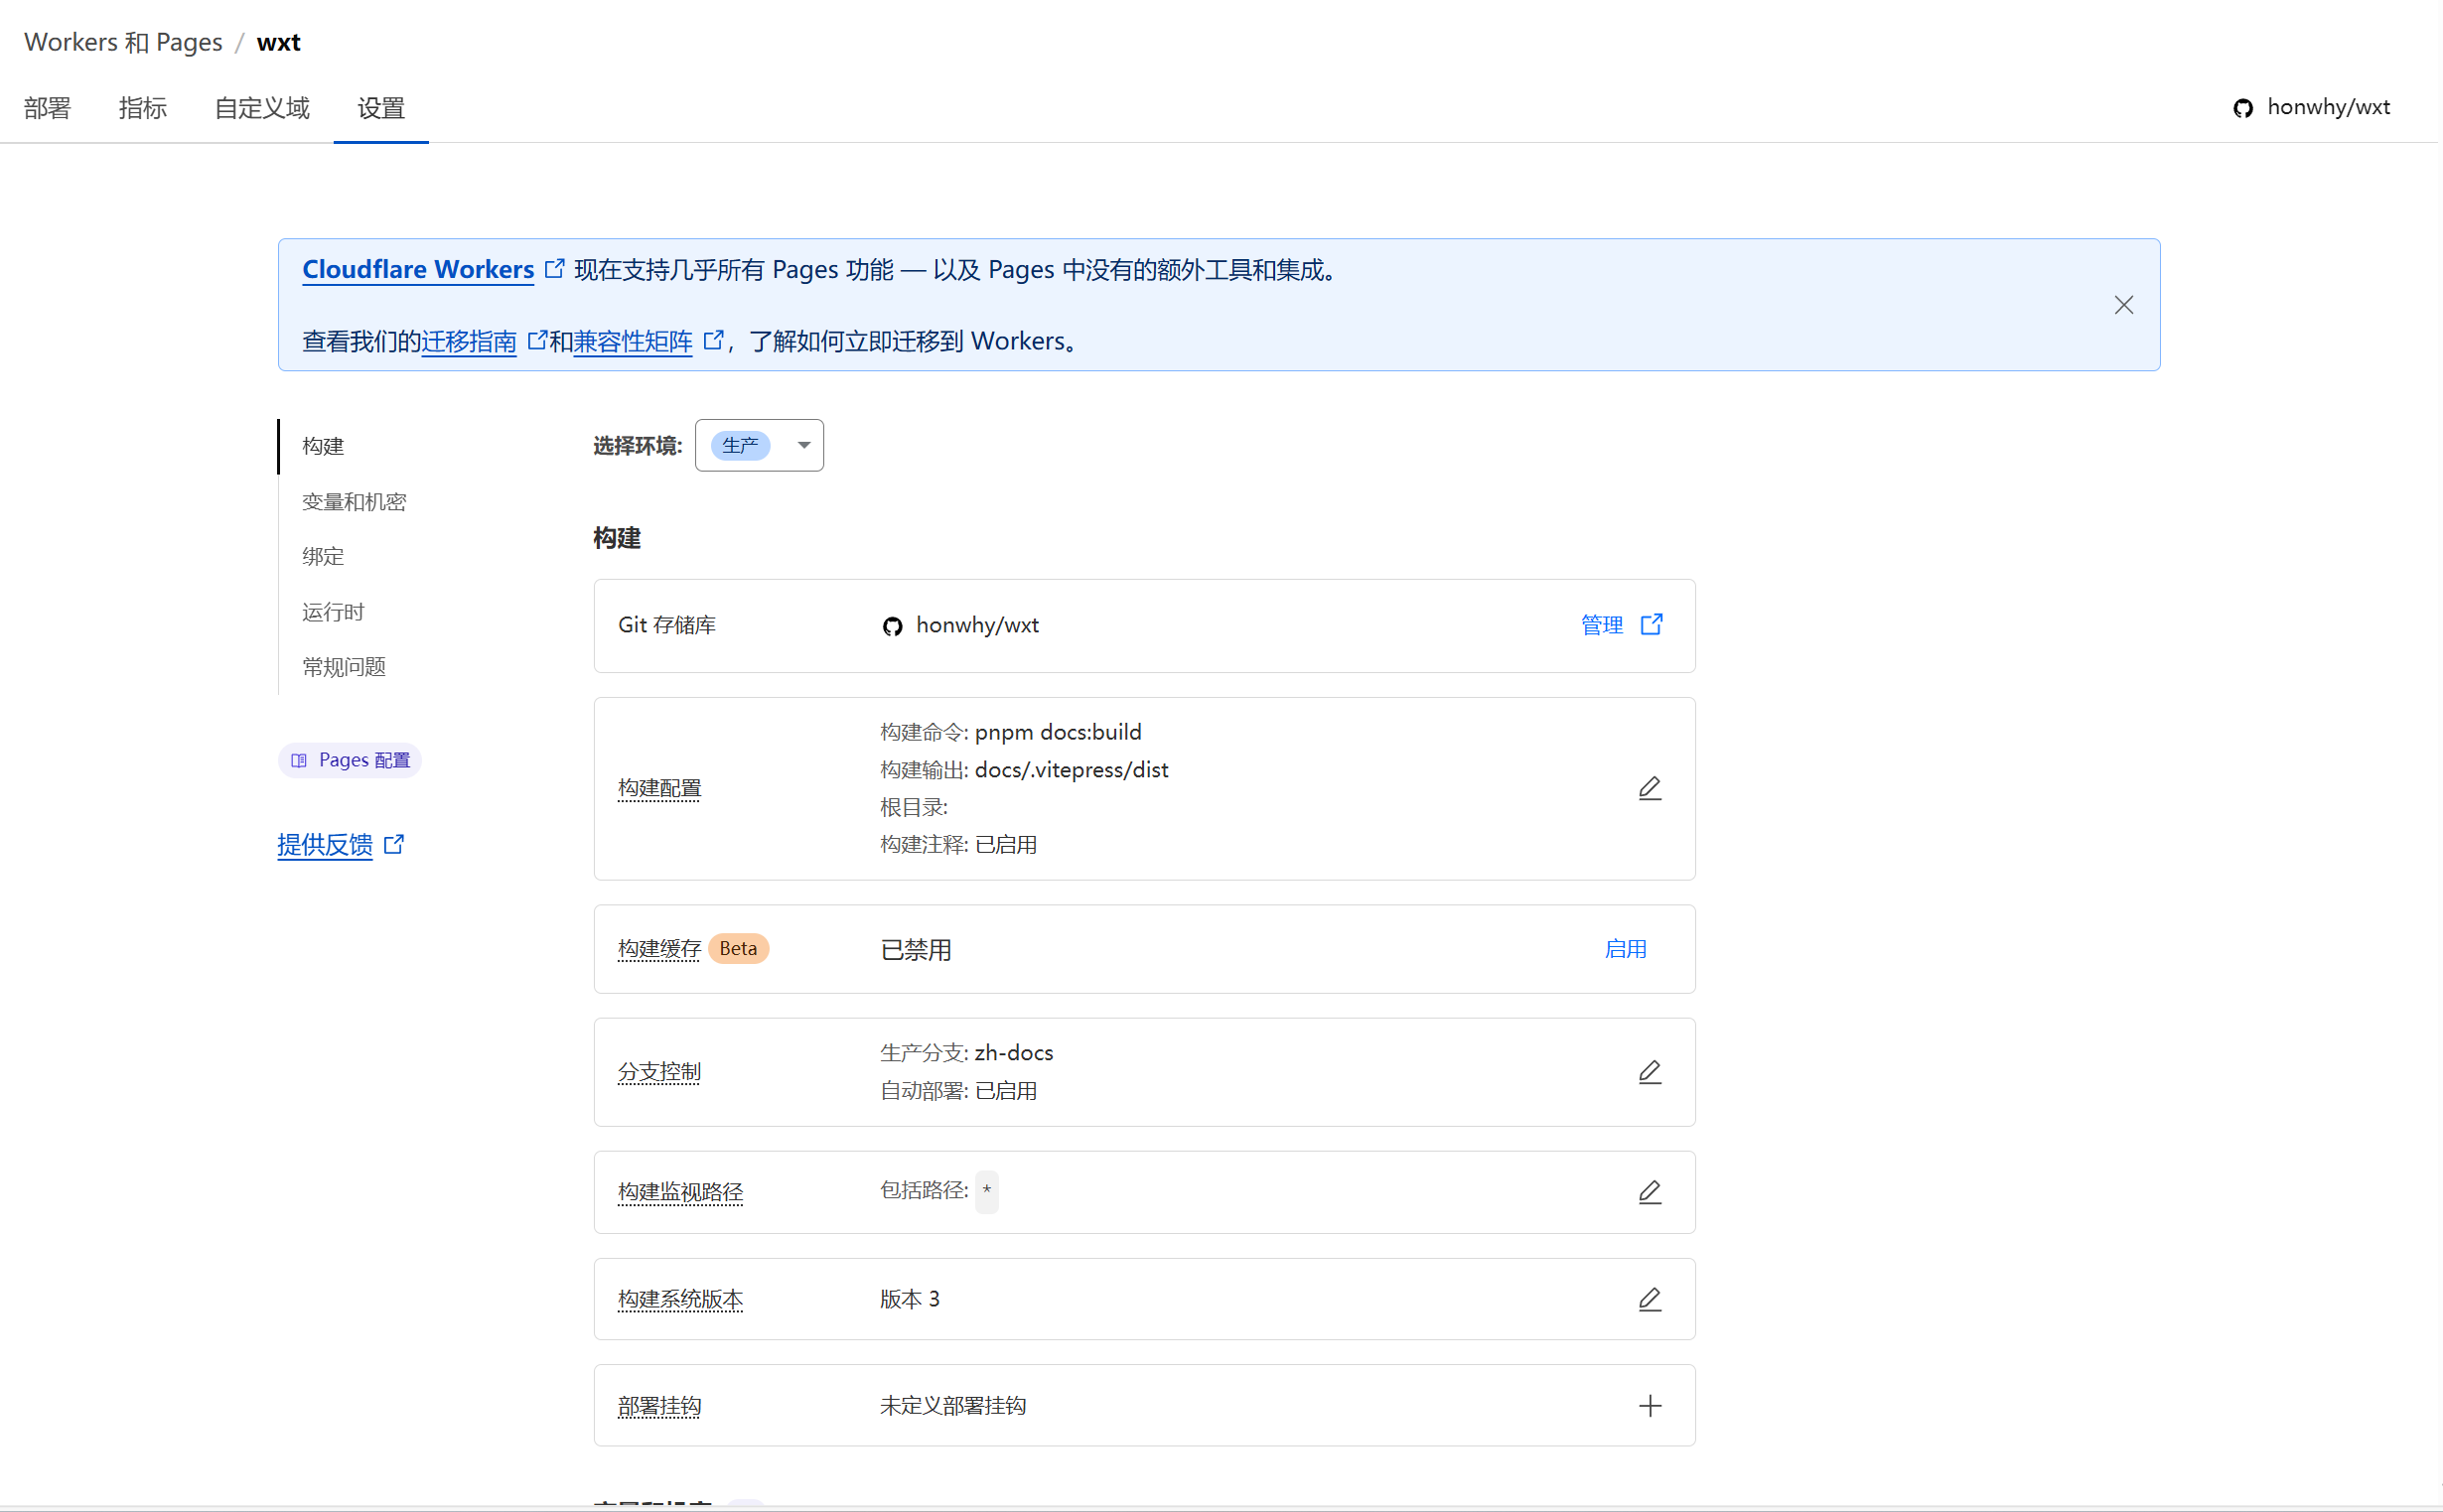 Workers 和 Pages / wxt
部署 指标 自定义域 设置 honwhy/wxt
Cloudflare Workers 现在支持几乎所有 Pages 功能 — 以及 Pages 中没有的额外工具和集成。
查看我们的迁移指南 和兼容性矩阵 ，了解如何立即迁移到 Workers。
构建
变量和机密
绑定
运行时
常规问题
Pages 配置
提供反馈
选择环境: 生产
构建
Git 存储库 honwhy/wxt 管理
构建配置
构建命令: pnpm docs:build
构建输出: docs/.vitepress/dist
根目录:
构建注释: 已启用
构建缓存 Beta 已禁用 启用
分支控制
生产分支: zh-docs
自动部署: 已启用
构建监视路径 包括路径: *
构建系统版本 版本 3
部署挂钩 未定义部署挂钩